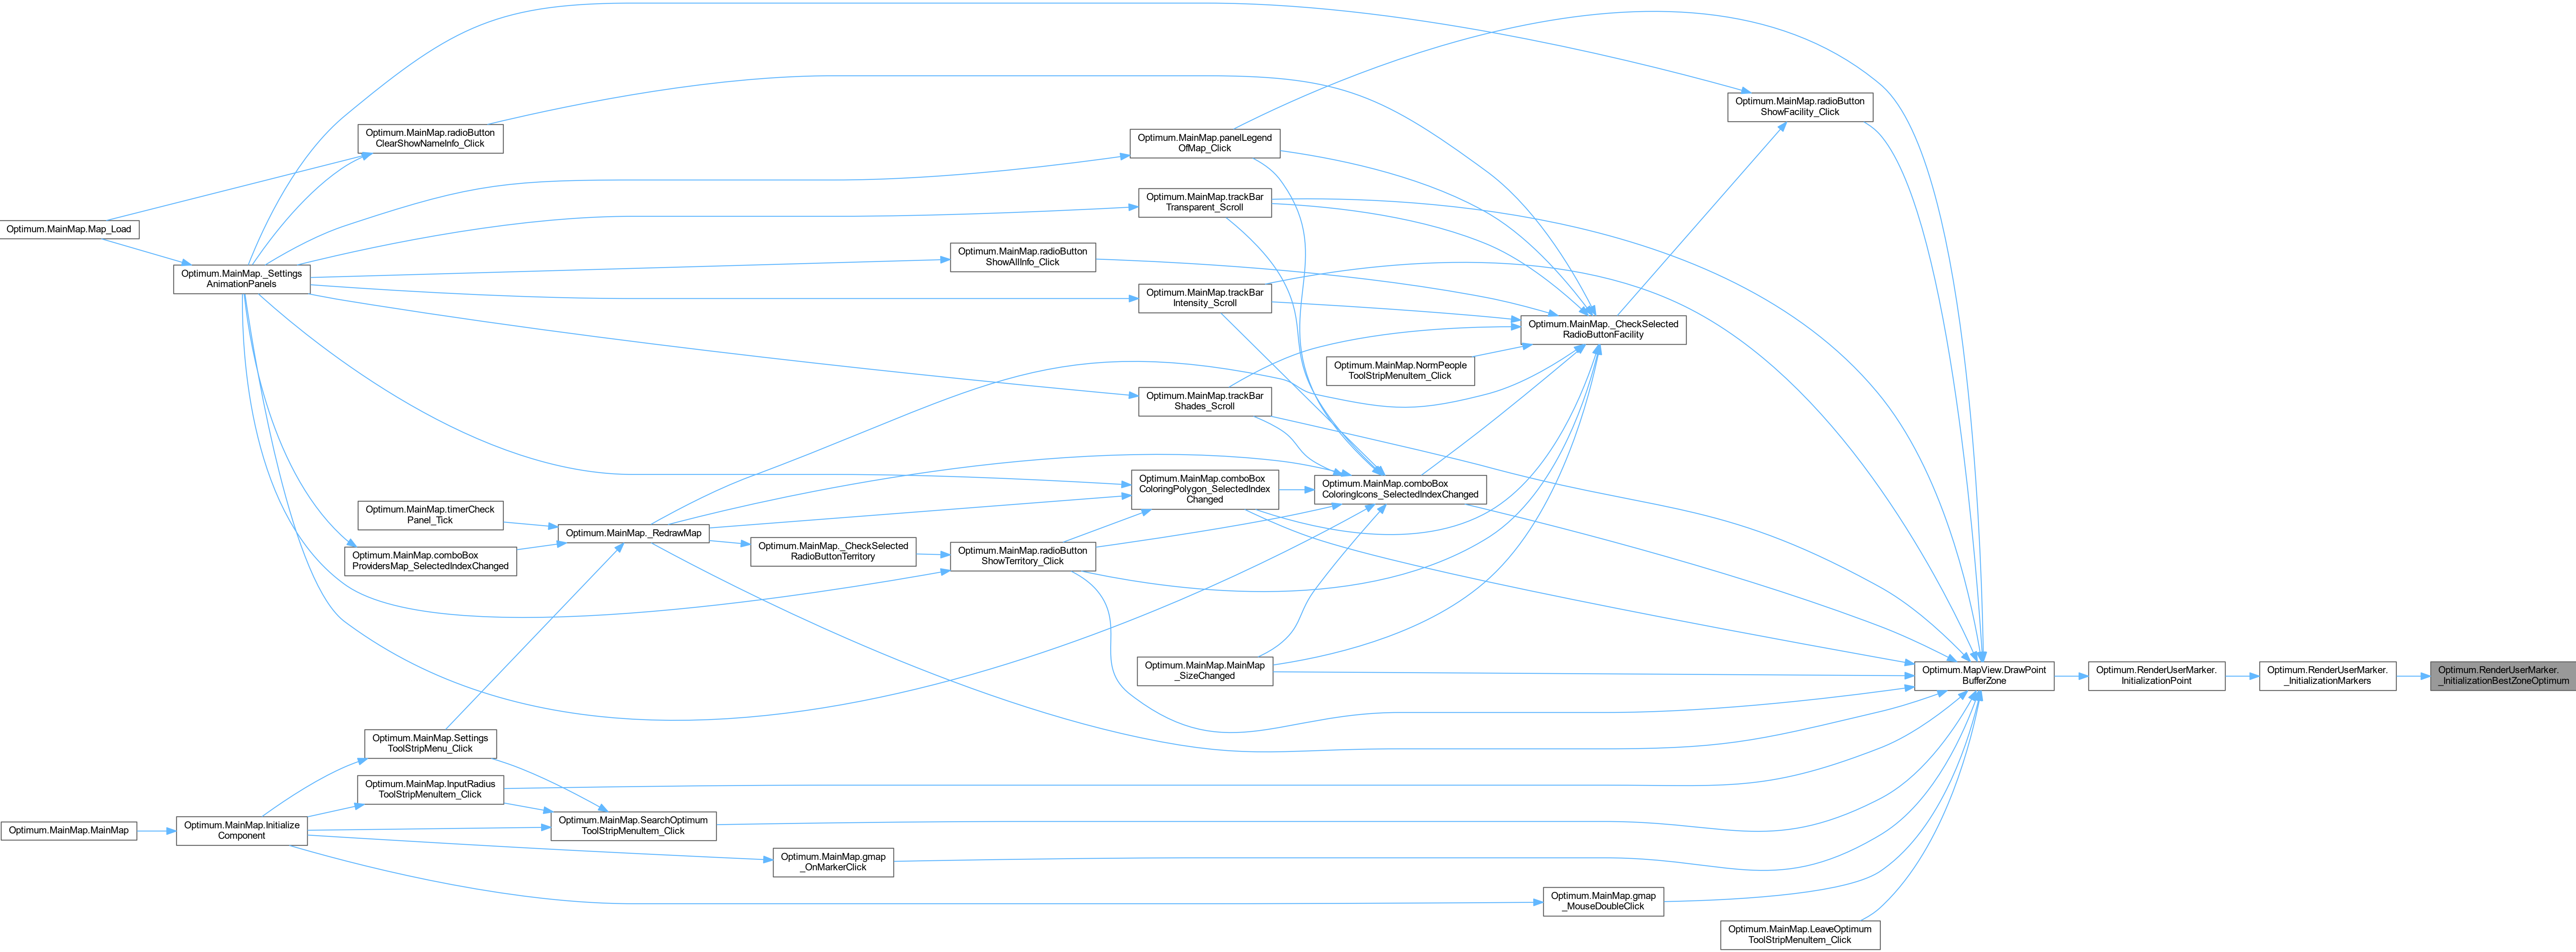 Optimum.MainMap.radioButton
ShowFacility_Click
Optimum.MainMap.radioButton
ClearShowNameInfo_Click
Optimum.MainMap.panelLegend
OfMap_Click
Optimum.MainMap.trackBar
Transparent_Scroll
Optimum.MainMap.Map_Load
Optimum.MainMap.radioButton
ShowAllInfo_Click
Optimum.MainMap._Settings
AnimationPanels
Optimum.MainMap.trackBar
Intensity_Scroll
Optimum.MainMap._CheckSelected
RadioButtonFacility
Optimum.MainMap.NormPeople
ToolStripMenuItem_Click
Optimum.MainMap.trackBar
Shades_Scroll
Optimum.MainMap.comboBox
ColoringPolygon_SelectedIndex
Changed
Optimum.MainMap.comboBox
ColoringIcons_SelectedIndexChanged
Optimum.MainMap.timerCheck
Panel_Tick
Optimum.MainMap._RedrawMap
Optimum.MainMap._CheckSelected
RadioButtonTerritory
Optimum.MainMap.radioButton
ShowTerritory_Click
Optimum.MainMap.comboBox
ProvidersMap_SelectedIndexChanged
Optimum.MainMap.MainMap
_SizeChanged
Optimum.MapView.DrawPoint
BufferZone
Optimum.RenderUserMarker.
InitializationPoint
Optimum.RenderUserMarker.
_InitializationMarkers
Optimum.RenderUserMarker.
_InitializationBestZoneOptimum
Optimum.MainMap.Settings
ToolStripMenu_Click
Optimum.MainMap.InputRadius
ToolStripMenuItem_Click
Optimum.MainMap.MainMap
Optimum.MainMap.Initialize
Component
Optimum.MainMap.SearchOptimum
ToolStripMenuItem_Click
Optimum.MainMap.gmap
_OnMarkerClick
Optimum.MainMap.gmap
_MouseDoubleClick
Optimum.MainMap.LeaveOptimum
ToolStripMenuItem_Click